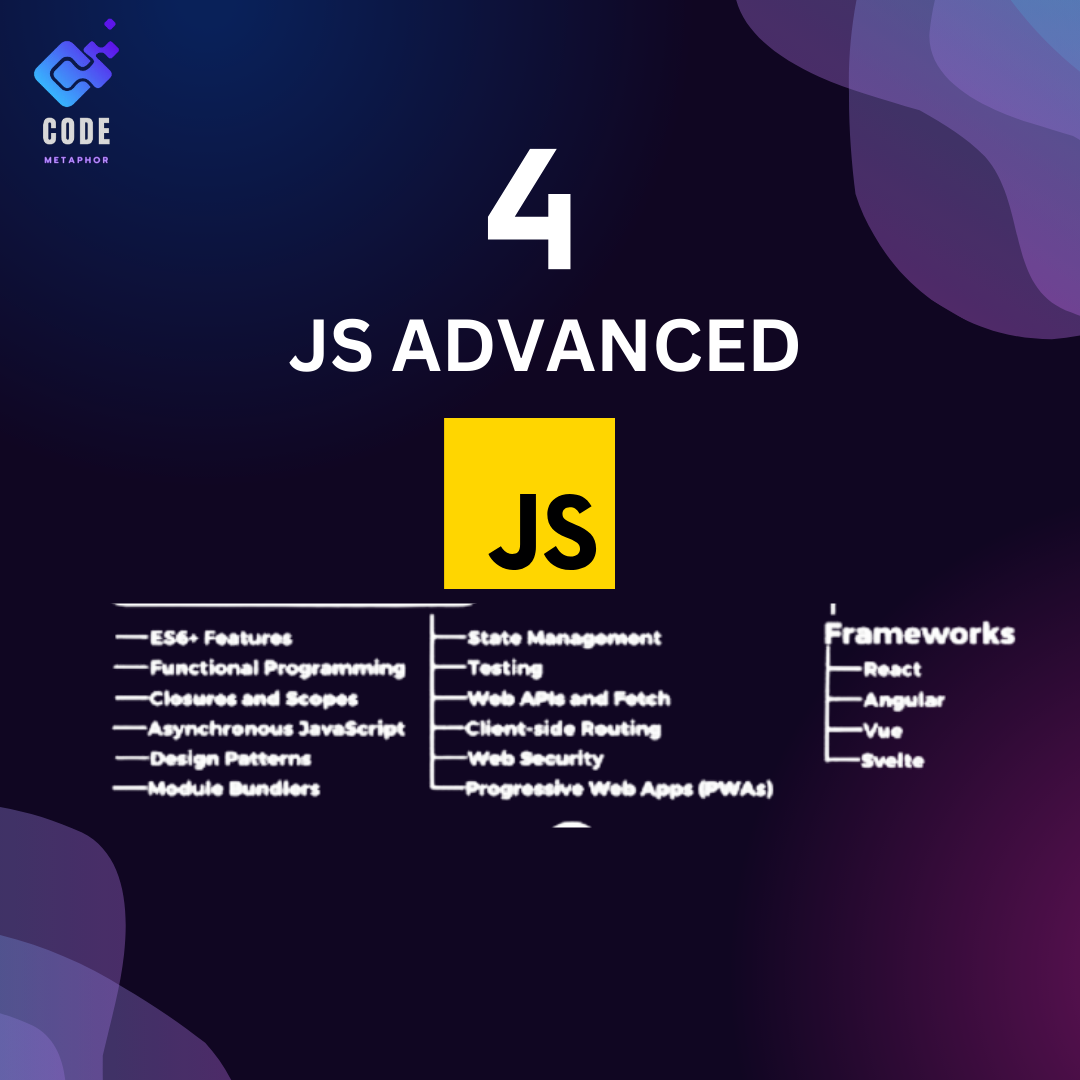 CODE
METAPHOR
4
JS ADVANCED
JS
ES6+ Features
Functional Programming
Closures and Scopes
Asynchronous JavaScript
Design Patterns
Module Bundlers
State Management
Testing
Web APIs and Fetch
Client-side Routing
Web Security
Progressive Web Apps (PWAs)
Frameworks
React
Angular
Vue
Svelte